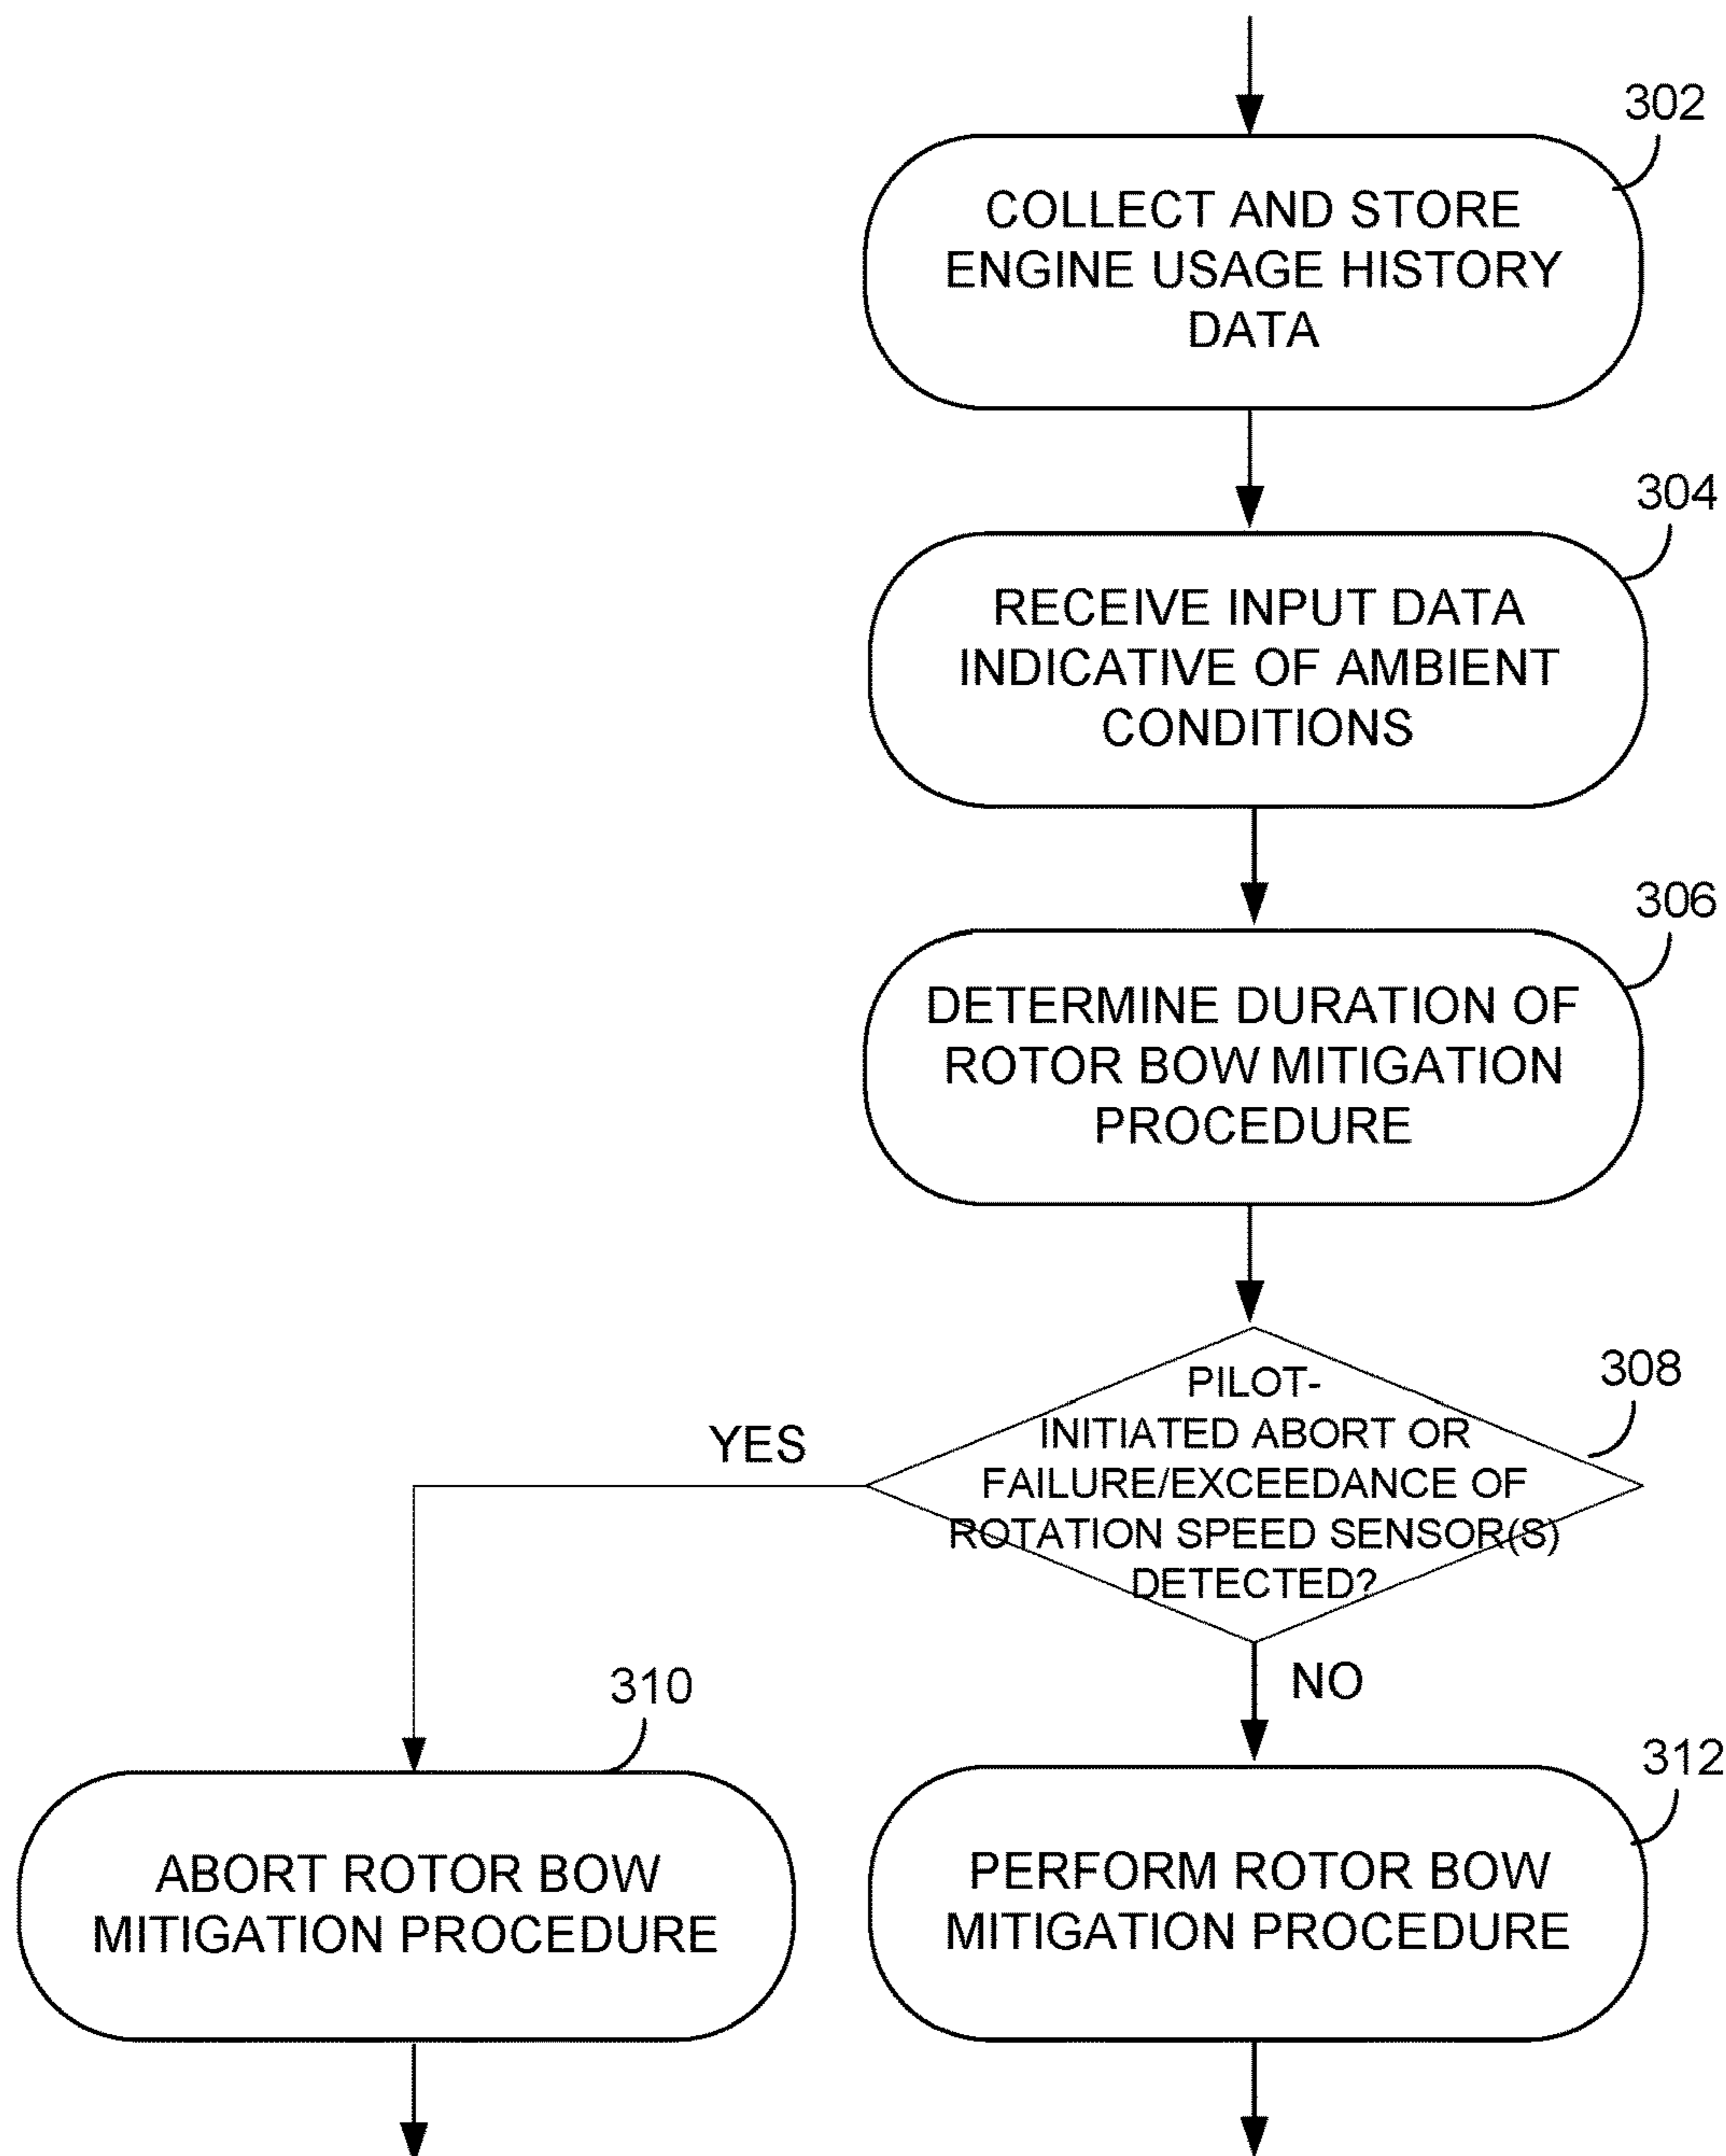 302
COLLECT AND STORE
ENGINE USAGE HISTORY
DATA
304
RECEIVE INPUT DATA
INDICATIVE OF AMBIENT
CONDITIONS
306
DETERMINE DURATION OF
ROTOR BOW MITIGATION
PROCEDURE
308
PILOT-
INITIATED ABORT OR
FAILURE/EXCEEDANCE OF
ROTATION SPEED SENSOR(S)
DETECTED?
YES
NO
310
ABORT ROTOR BOW
MITIGATION PROCEDURE
312
PERFORM ROTOR BOW
MITIGATION PROCEDURE